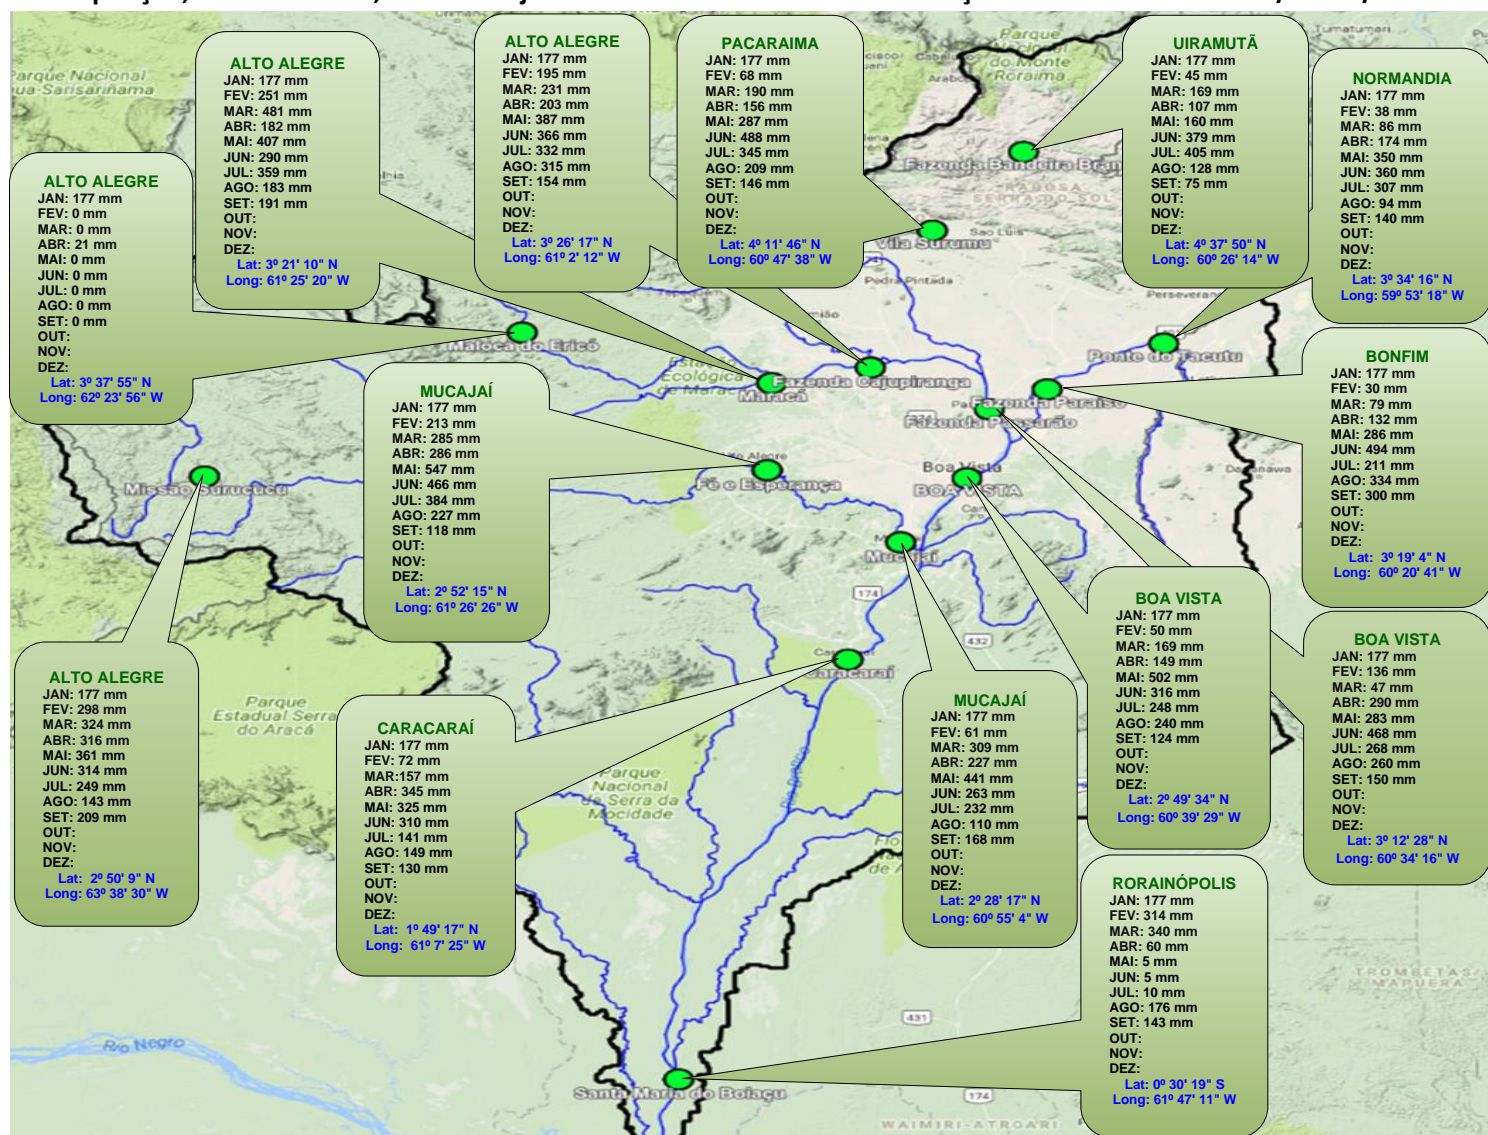 ALTO ALEGRE
JAN: 177 mm
FEV: 251 mm
MAR: 481 mm
ABR: 182 mm
MAI: 407 mm
JUN: 290 mm
JUL: 359 mm
AGO: 183 mm
SET: 191 mm
OUT:
NOV:
DEZ:
Lat: 3º 21' 10" N
Long: 61º 25' 20" W
ALTO ALEGRE
JAN: 177 mm
FEV: 195 mm
MAR: 231 mm
ABR: 203 mm
MAI: 387 mm
JUN: 366 mm
JUL: 332 mm
AGO: 315 mm
SET: 154 mm
OUT:
NOV:
DEZ:
Lat: 3º 26' 17" N
Long: 61º 2' 12" W
PACARAIMA
JAN: 177 mm
FEV: 68 mm
MAR: 190 mm
ABR: 156 mm
MAI: 287 mm
JUN: 488 mm
JUL: 345 mm
AGO: 209 mm
SET: 146 mm
OUT:
NOV:
DEZ:
Lat: 4º 11' 46" N
Long: 60º 47' 38" W
UIRAMUTÃ
JAN: 177 mm
FEV: 45 mm
MAR: 169 mm
ABR: 107 mm
MAI: 160 mm
JUN: 379 mm
JUL: 405 mm
AGO: 128 mm
SET: 75 mm
OUT:
NOV:
DEZ:
Lat: 4º 37' 50" N
Long: 60º 26' 14" W
NORMANDIA
JAN: 177 mm
FEV: 38 mm
MAR: 86 mm
ABR: 174 mm
MAI: 350 mm
JUN: 360 mm
JUL: 307 mm
AGO: 94 mm
SET: 140 mm
OUT:
NOV:
DEZ:
Lat: 3º 34' 16" N
Long: 59º 53' 18" W
ALTO ALEGRE
JAN: 177 mm
FEV: 0 mm
MAR: 0 mm
ABR: 21 mm
MAI: 0 mm
JUN: 0 mm
JUL: 0 mm
AGO: 0 mm
SET: 0 mm
OUT:
NOV:
DEZ:
Lat: 3º 37' 55" N
Long: 62º 23' 56" W
MUCAJAÍ
JAN: 177 mm
FEV: 213 mm
MAR: 285 mm
ABR: 286 mm
MAI: 547 mm
JUN: 466 mm
JUL: 384 mm
AGO: 227 mm
SET: 118 mm
OUT:
NOV:
DEZ:
Lat: 2º 52' 15" N
Long: 61º 26' 26" W
BONFIM
JAN: 177 mm
FEV: 30 mm
MAR: 79 mm
ABR: 132 mm
MAI: 286 mm
JUN: 494 mm
JUL: 211 mm
AGO: 334 mm
SET: 300 mm
OUT:
NOV:
DEZ:
Lat: 3º 19' 4" N
Long: 60º 20' 41" W
ALTO ALEGRE
JAN: 177 mm
FEV: 298 mm
MAR: 324 mm
ABR: 316 mm
MAI: 361 mm
JUN: 314 mm
JUL: 249 mm
AGO: 143 mm
SET: 209 mm
OUT:
NOV:
DEZ:
Lat: 2º 50' 9" N
Long: 63º 38' 30" W
CARACARAÍ
JAN: 177 mm
FEV: 72 mm
MAR:157 mm
ABR: 345 mm
MAI: 325 mm
JUN: 310 mm
JUL: 141 mm
AGO: 149 mm
SET: 130 mm
OUT:
NOV:
DEZ:
Lat: 1º 49' 17" N
Long: 61º 7' 25" W
MUCAJAÍ
JAN: 177 mm
FEV: 61 mm
MAR: 309 mm
ABR: 227 mm
MAI: 441 mm
JUN: 263 mm
JUL: 232 mm
AGO: 110 mm
SET: 168 mm
OUT:
NOV:
DEZ:
Lat: 2º 28' 17" N
Long: 60º 55' 4" W
BOA VISTA
JAN: 177 mm
FEV: 50 mm
MAR: 169 mm
ABR: 149 mm
MAI: 502 mm
JUN: 316 mm
JUL: 248 mm
AGO: 240 mm
SET: 124 mm
OUT:
NOV:
DEZ:
Lat: 2º 49' 34" N
Long: 60º 39' 29" W
BOA VISTA
JAN: 177 mm
FEV: 136 mm
MAR: 47 mm
ABR: 290 mm
MAI: 283 mm
JUN: 468 mm
JUL: 268 mm
AGO: 260 mm
SET: 150 mm
OUT:
NOV:
DEZ:
Lat: 3º 12' 28" N
Long: 60º 34' 16" W
RORAINÓPOLIS
JAN: 177 mm
FEV: 314 mm
MAR: 340 mm
ABR: 60 mm
MAI: 5 mm
JUN: 5 mm
JUL: 10 mm
AGO: 176 mm
SET: 143 mm
OUT:
NOV:
DEZ:
Lat: 0º 30' 19" S
Long: 61º 47' 11" W
Parque
do Monte
Roraima
Tumatumari
Parque Nacional
Vila Surumu
Sao Luis
RAPOSA
SERRA DO SOL
Pedra Pintada
Maloca do Ericó
Ecológica
Maracá
Fazenda Cajupiranga
Ponte do Tacutu
Fazenda Paraíso
Fazenda Passarão
Missão Surucucu
Fé e Esperança
Boa Vista
BOA VISTA
Mucajaí
174
432
Caracaraí
Parque
Estadual Serra
do Aracá
Parque
Nacional
da Serra da
Mocidade
Rio Branco
Rio Negro
431
174
Santa Maria do Boiaçu
TROMBETAS/
MAPUERA
WAIMIRI-ATROARI